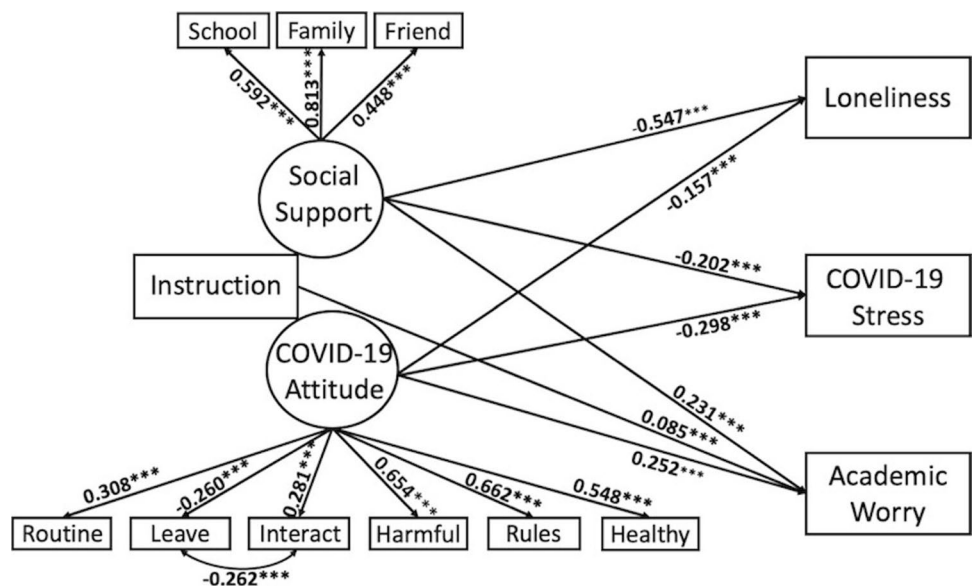 School
Family
Friend
0.592***
0.813***
0.448***
Loneliness
-0.547***
-0.157***
Social
Support
-0.202***
Instruction
COVID-19
Stress
-0.298***
COVID-19
Attitude
0.231***
0.085***
0.252***
Academic
Worry
0.308***
-0.260***
0.281***
0.654***
0.662***
0.548***
Routine
Leave
Interact
Harmful
Rules
Healthy
-0.262***